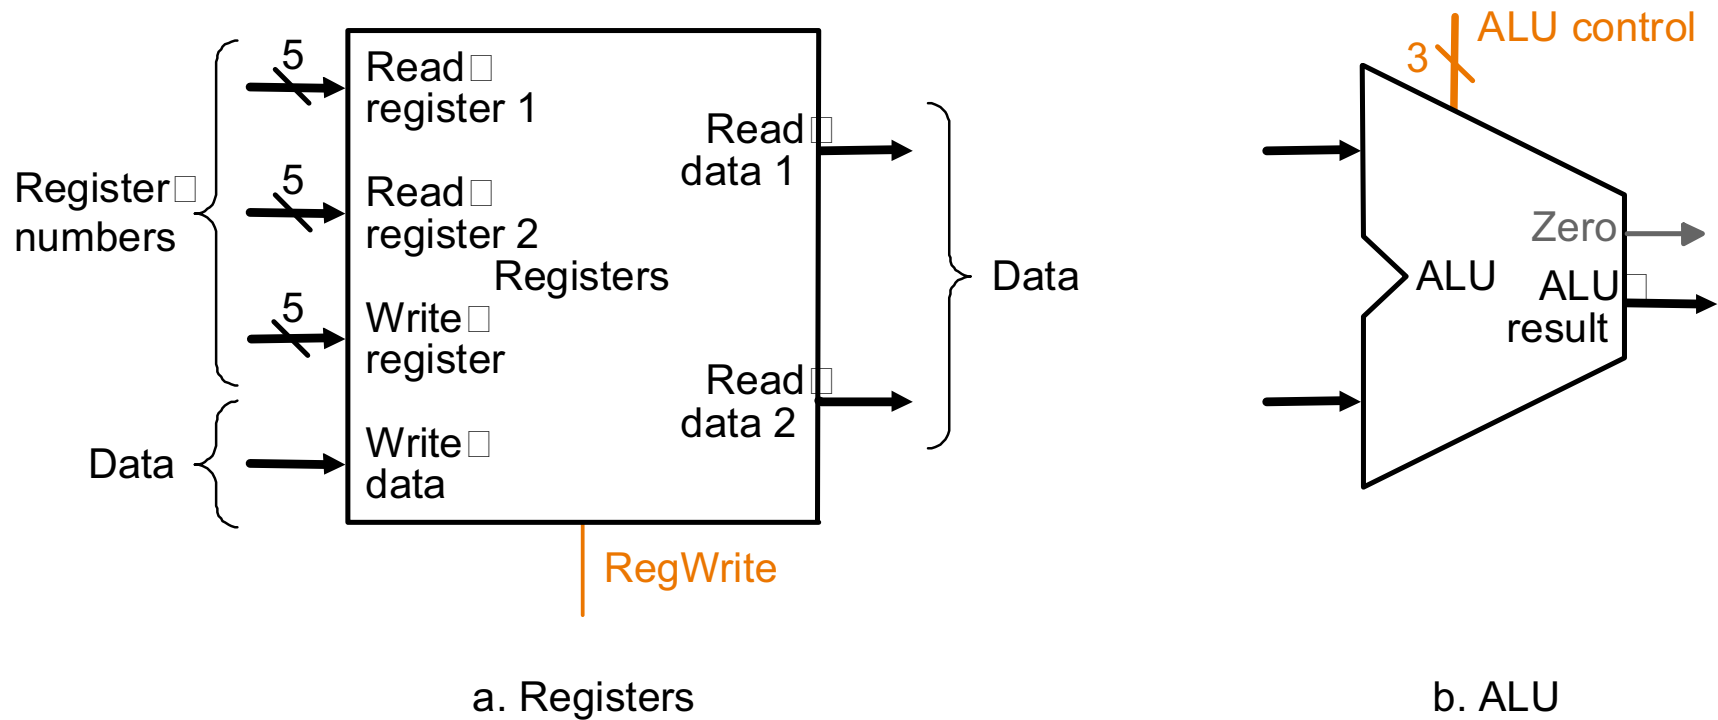 5
Read
register 1
5
Read
register 2
5
Write
register
Write
data
Register
numbers
Data
Registers
Read
data 1
Read
data 2
Data
RegWrite
a. Registers
ALU control
3
Zero
ALU
ALU
result
b. ALU